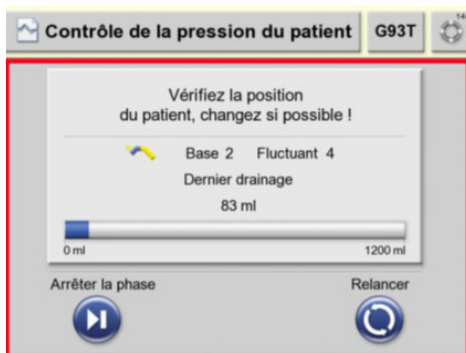 Contrôle de la pression du patient G93T 14
Vérifiez la position
du patient, changez si possible !
Base 2 Fluctuant 4
Dernier drainage
83 ml
0 ml 1200 ml
Arrêter la phase Relancer